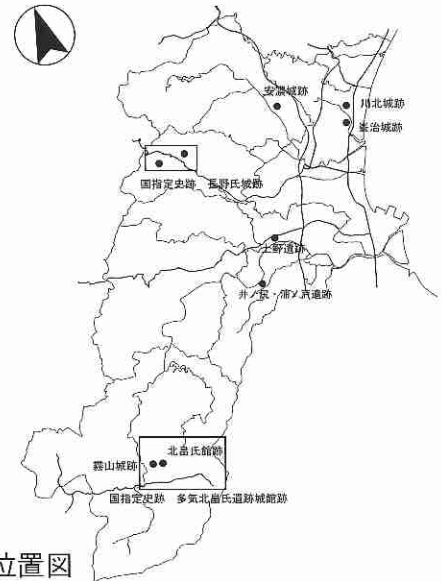 安濃城跡
川北城跡
峯治城跡
国指定史跡 長野氏城跡
上野遺跡
井ノ尻・浦ノ戸遺跡
北畠氏館跡
霧山城跡
国指定史跡 多気北畠氏遺跡城館跡
位置図